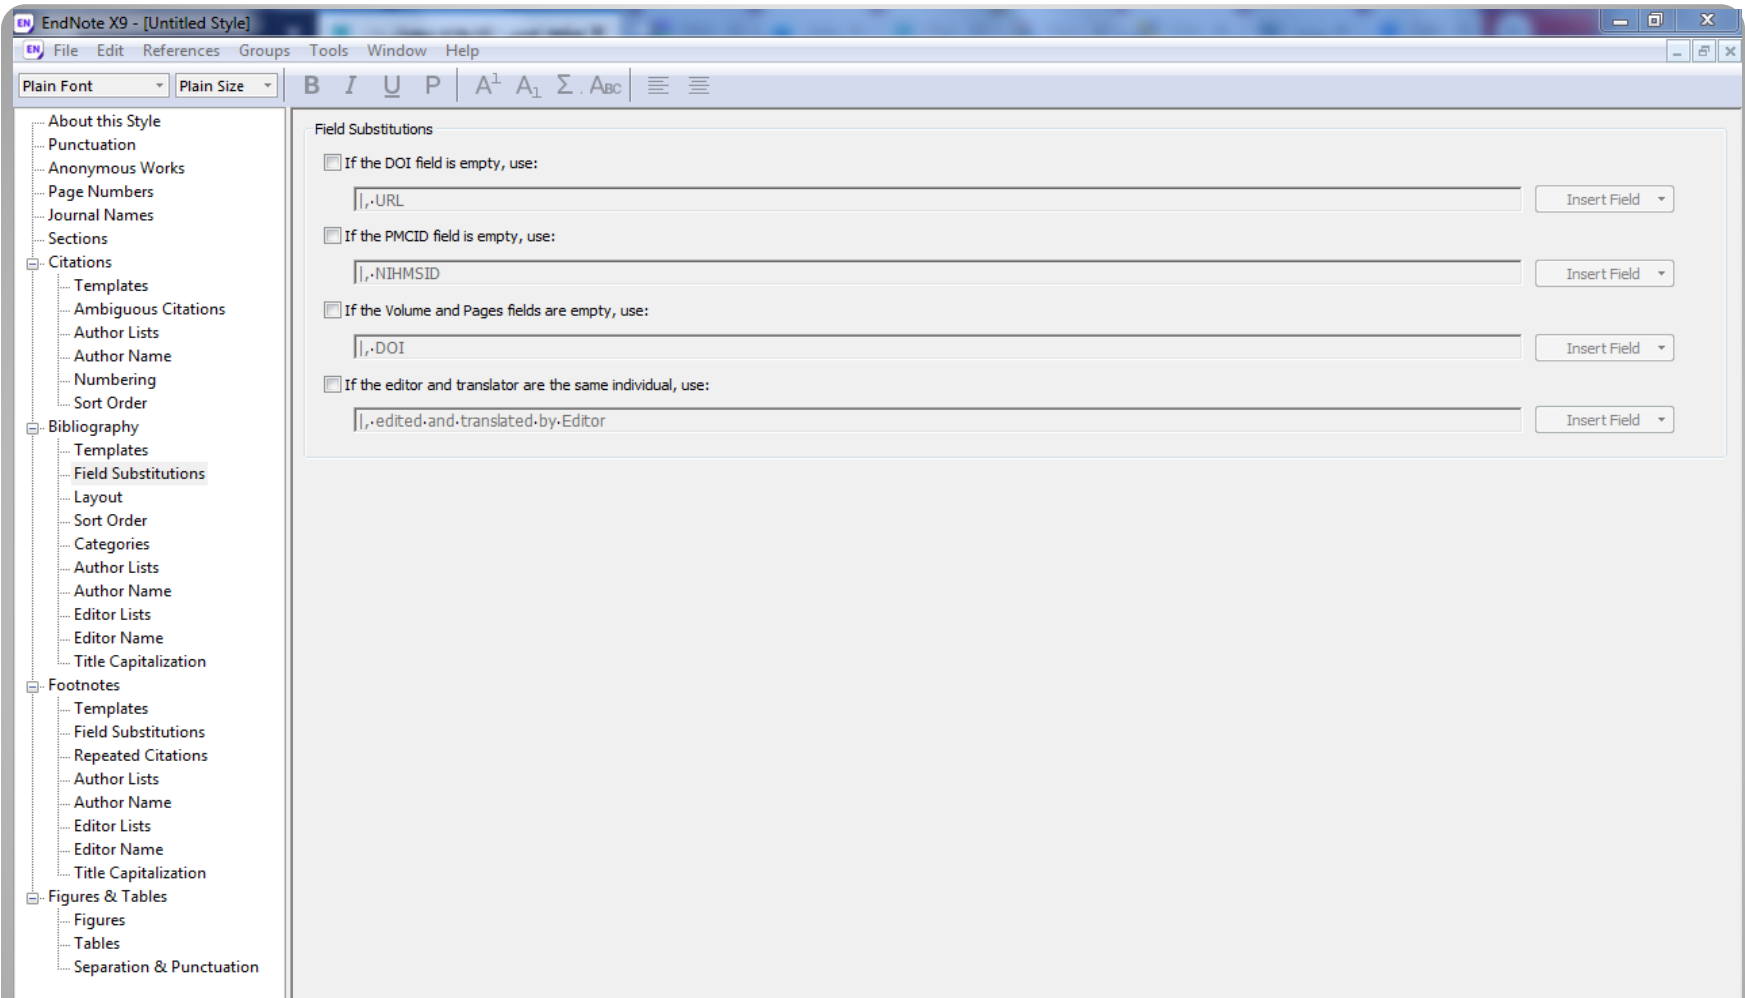 EN EndNote X9 - [Untitled Style]
EN File Edit References Groups Tools Window Help
Plain Font Plain Size B I U P A1 A1 Σ ABC
About this Style
Punctuation
Anonymous Works
Page Numbers
Journal Names
Sections
Citations
Templates
Ambiguous Citations
Author Lists
Author Name
Numbering
Sort Order
Bibliography
Templates
Field Substitutions
Layout
Sort Order
Categories
Author Lists
Author Name
Editor Lists
Editor Name
Title Capitalization
Footnotes
Templates
Field Substitutions
Repeated Citations
Author Lists
Author Name
Editor Lists
Editor Name
Title Capitalization
Figures & Tables
Figures
Tables
Separation & Punctuation
Field Substitutions
If the DOI field is empty, use:
|,·URL Insert Field
If the PMCID field is empty, use:
|,·NIHMSID Insert Field
If the Volume and Pages fields are empty, use:
|,·DOI Insert Field
If the editor and translator are the same individual, use:
|,·edited·and·translated·by·Editor Insert Field